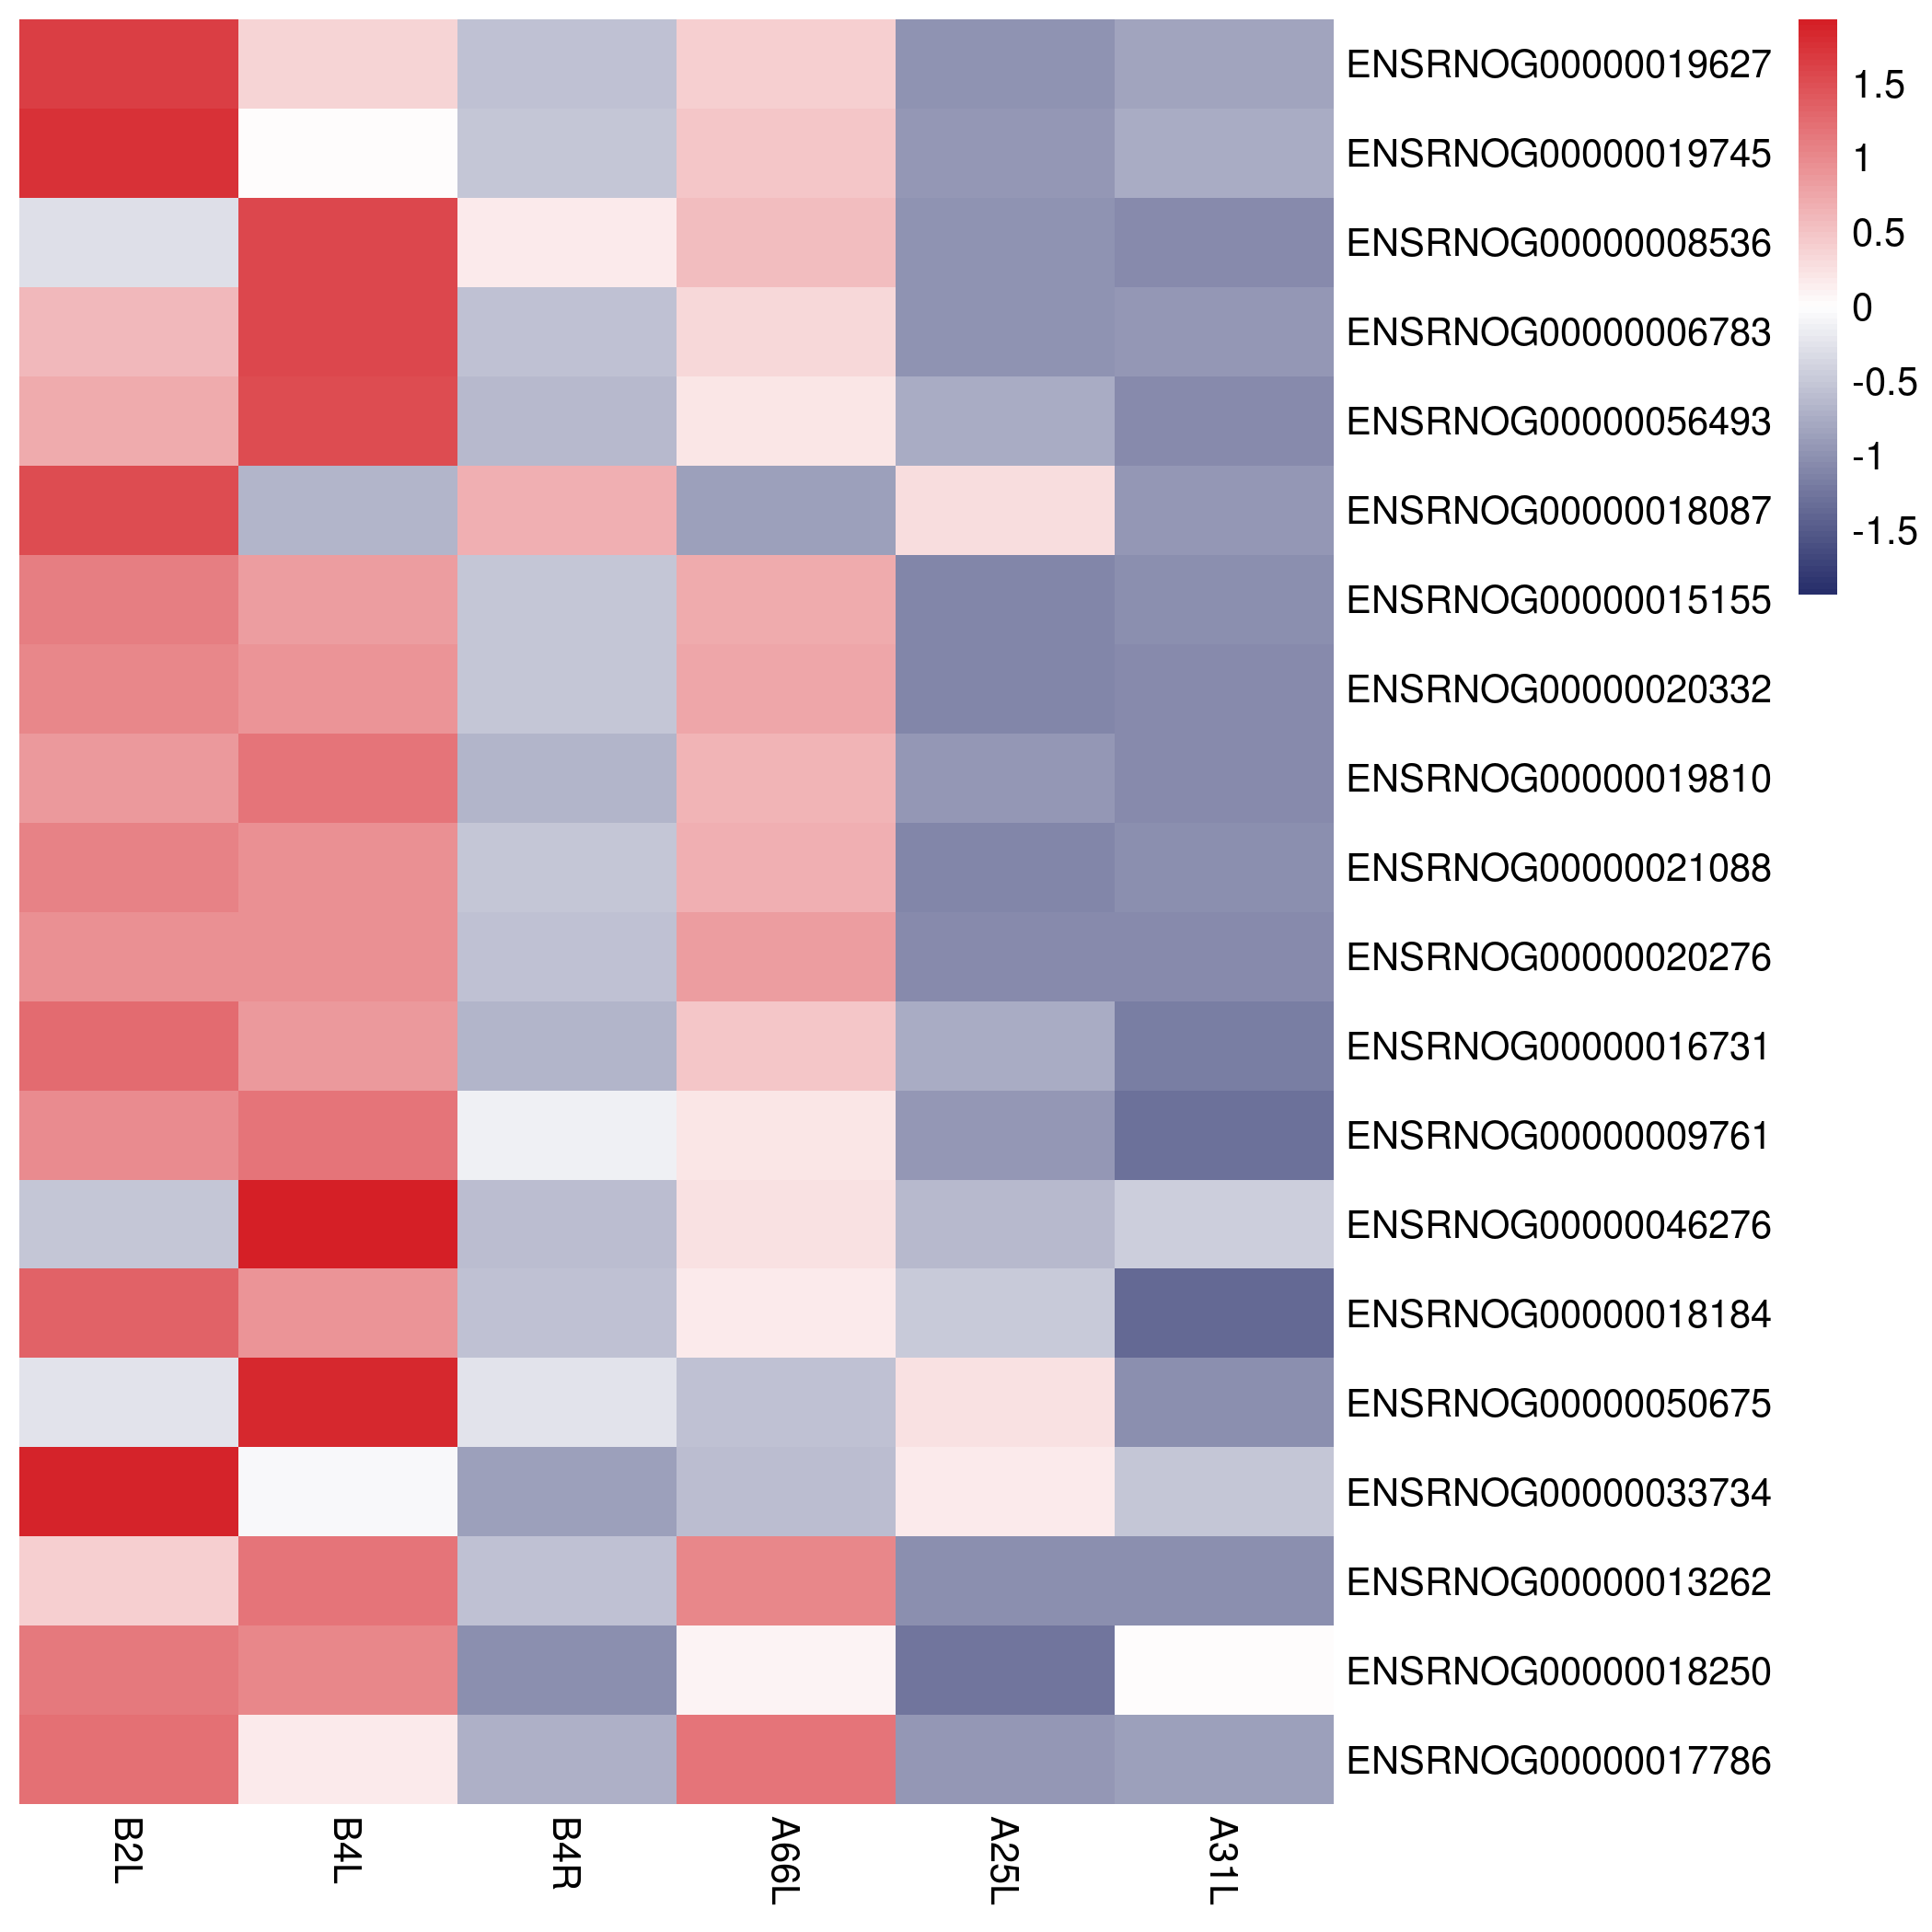 ENSRNOG00000019627
ENSRNOG00000019745
ENSRNOG00000008536
ENSRNOG00000006783
ENSRNOG00000056493
ENSRNOG00000018087
ENSRNOG00000015155
ENSRNOG00000020332
ENSRNOG00000019810
ENSRNOG00000021088
ENSRNOG00000020276
ENSRNOG00000016731
ENSRNOG00000009761
ENSRNOG00000046276
ENSRNOG00000018184
ENSRNOG00000050675
ENSRNOG00000033734
ENSRNOG00000013262
ENSRNOG00000018250
ENSRNOG00000017786
1.5
1
0.5
0
-0.5
-1
-1.5
B2L
B4L
B4R
A66L
A25L
A31L